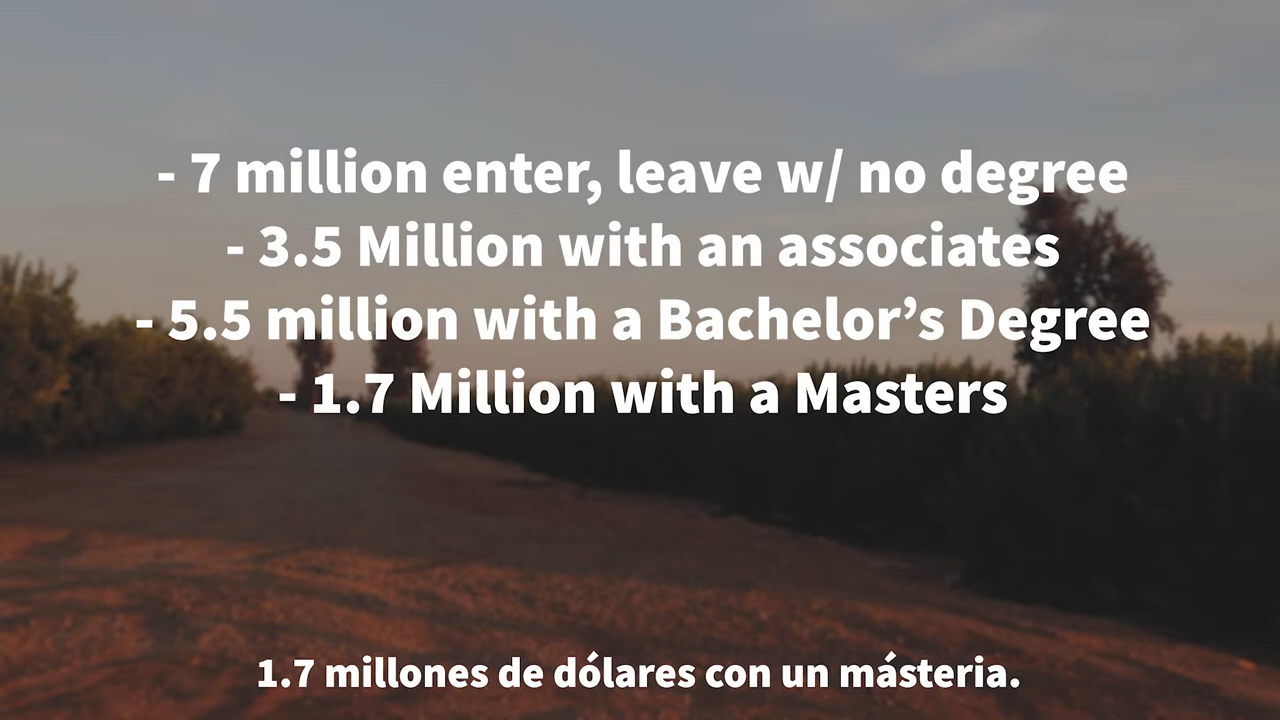 - 7 million enter, leave w/ no degree
- 3.5 Million with an associates
- 5.5 million with a Bachelor’s Degree
- 1.7 Million with a Masters
1.7 millones de dólares con un másteria.